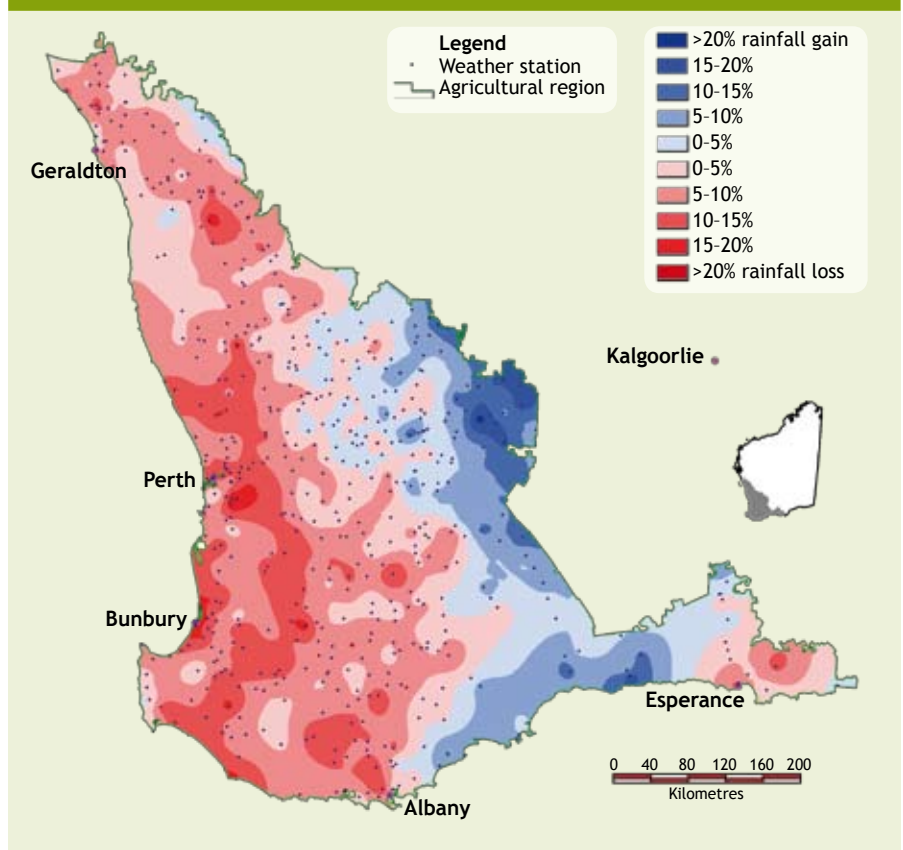 Legend
Weather station
Agricultural region
>20% rainfall gain
15-20%
10-15%
5-10%
0-5%
0-5%
5-10%
10-15%
15-20%
>20% rainfall loss
Geraldton
Kalgoorlie
Perth
Bunbury
Esperance
Albany
0 40 80 120 160 200
Kilometres